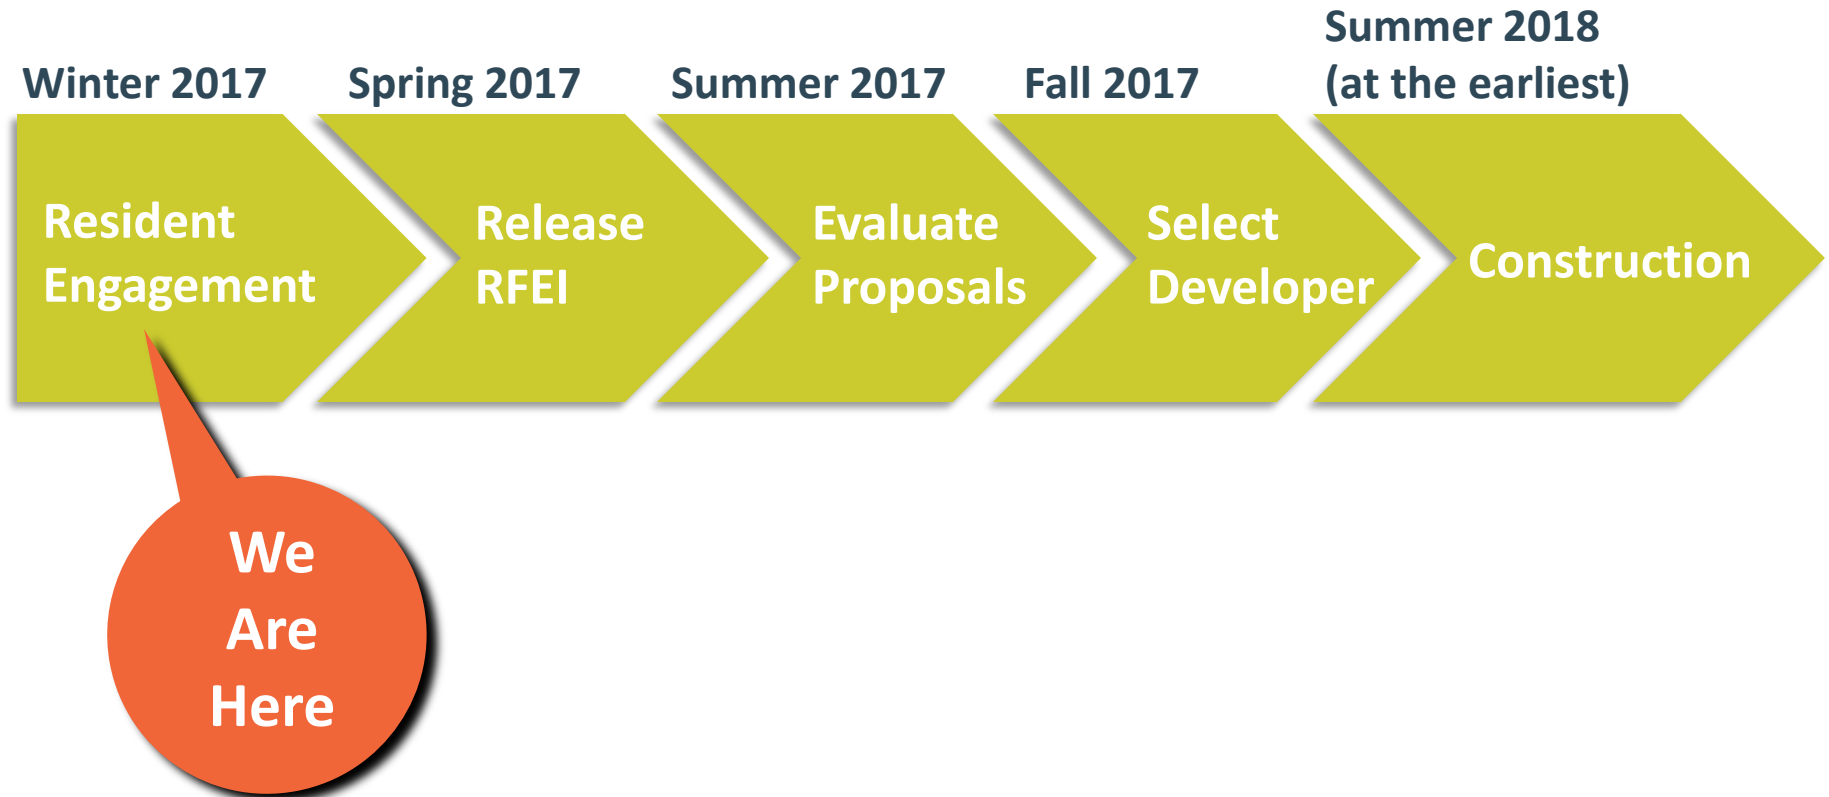 Winter 2017
Spring 2017
Summer 2017
Fall 2017
Summer 2018
(at the earliest)
Resident
Engagement
Release
RFEI
Evaluate
Proposals
Select
Developer
Construction
We
Are
Here